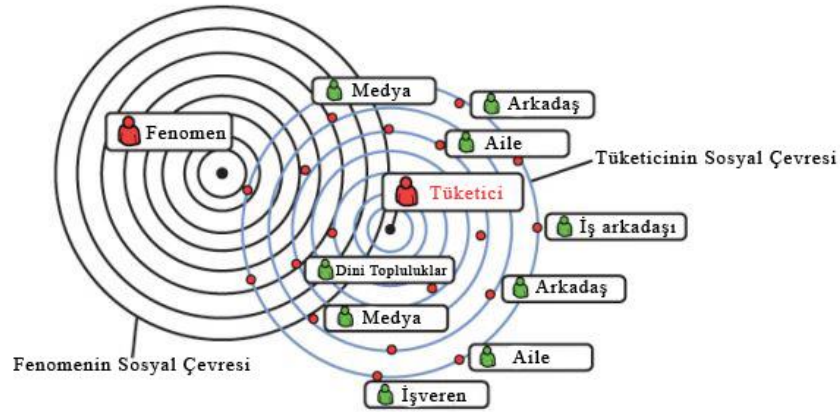 Medya
Arkadaş
Fenomen
Aile
Tüketicinin Sosyal Çevresi
Tüketici
İş arkadaşı
Dini Topluluklar
Arkadaş
Medya
Fenomenin Sosyal Çevresi
Aile
İşveren